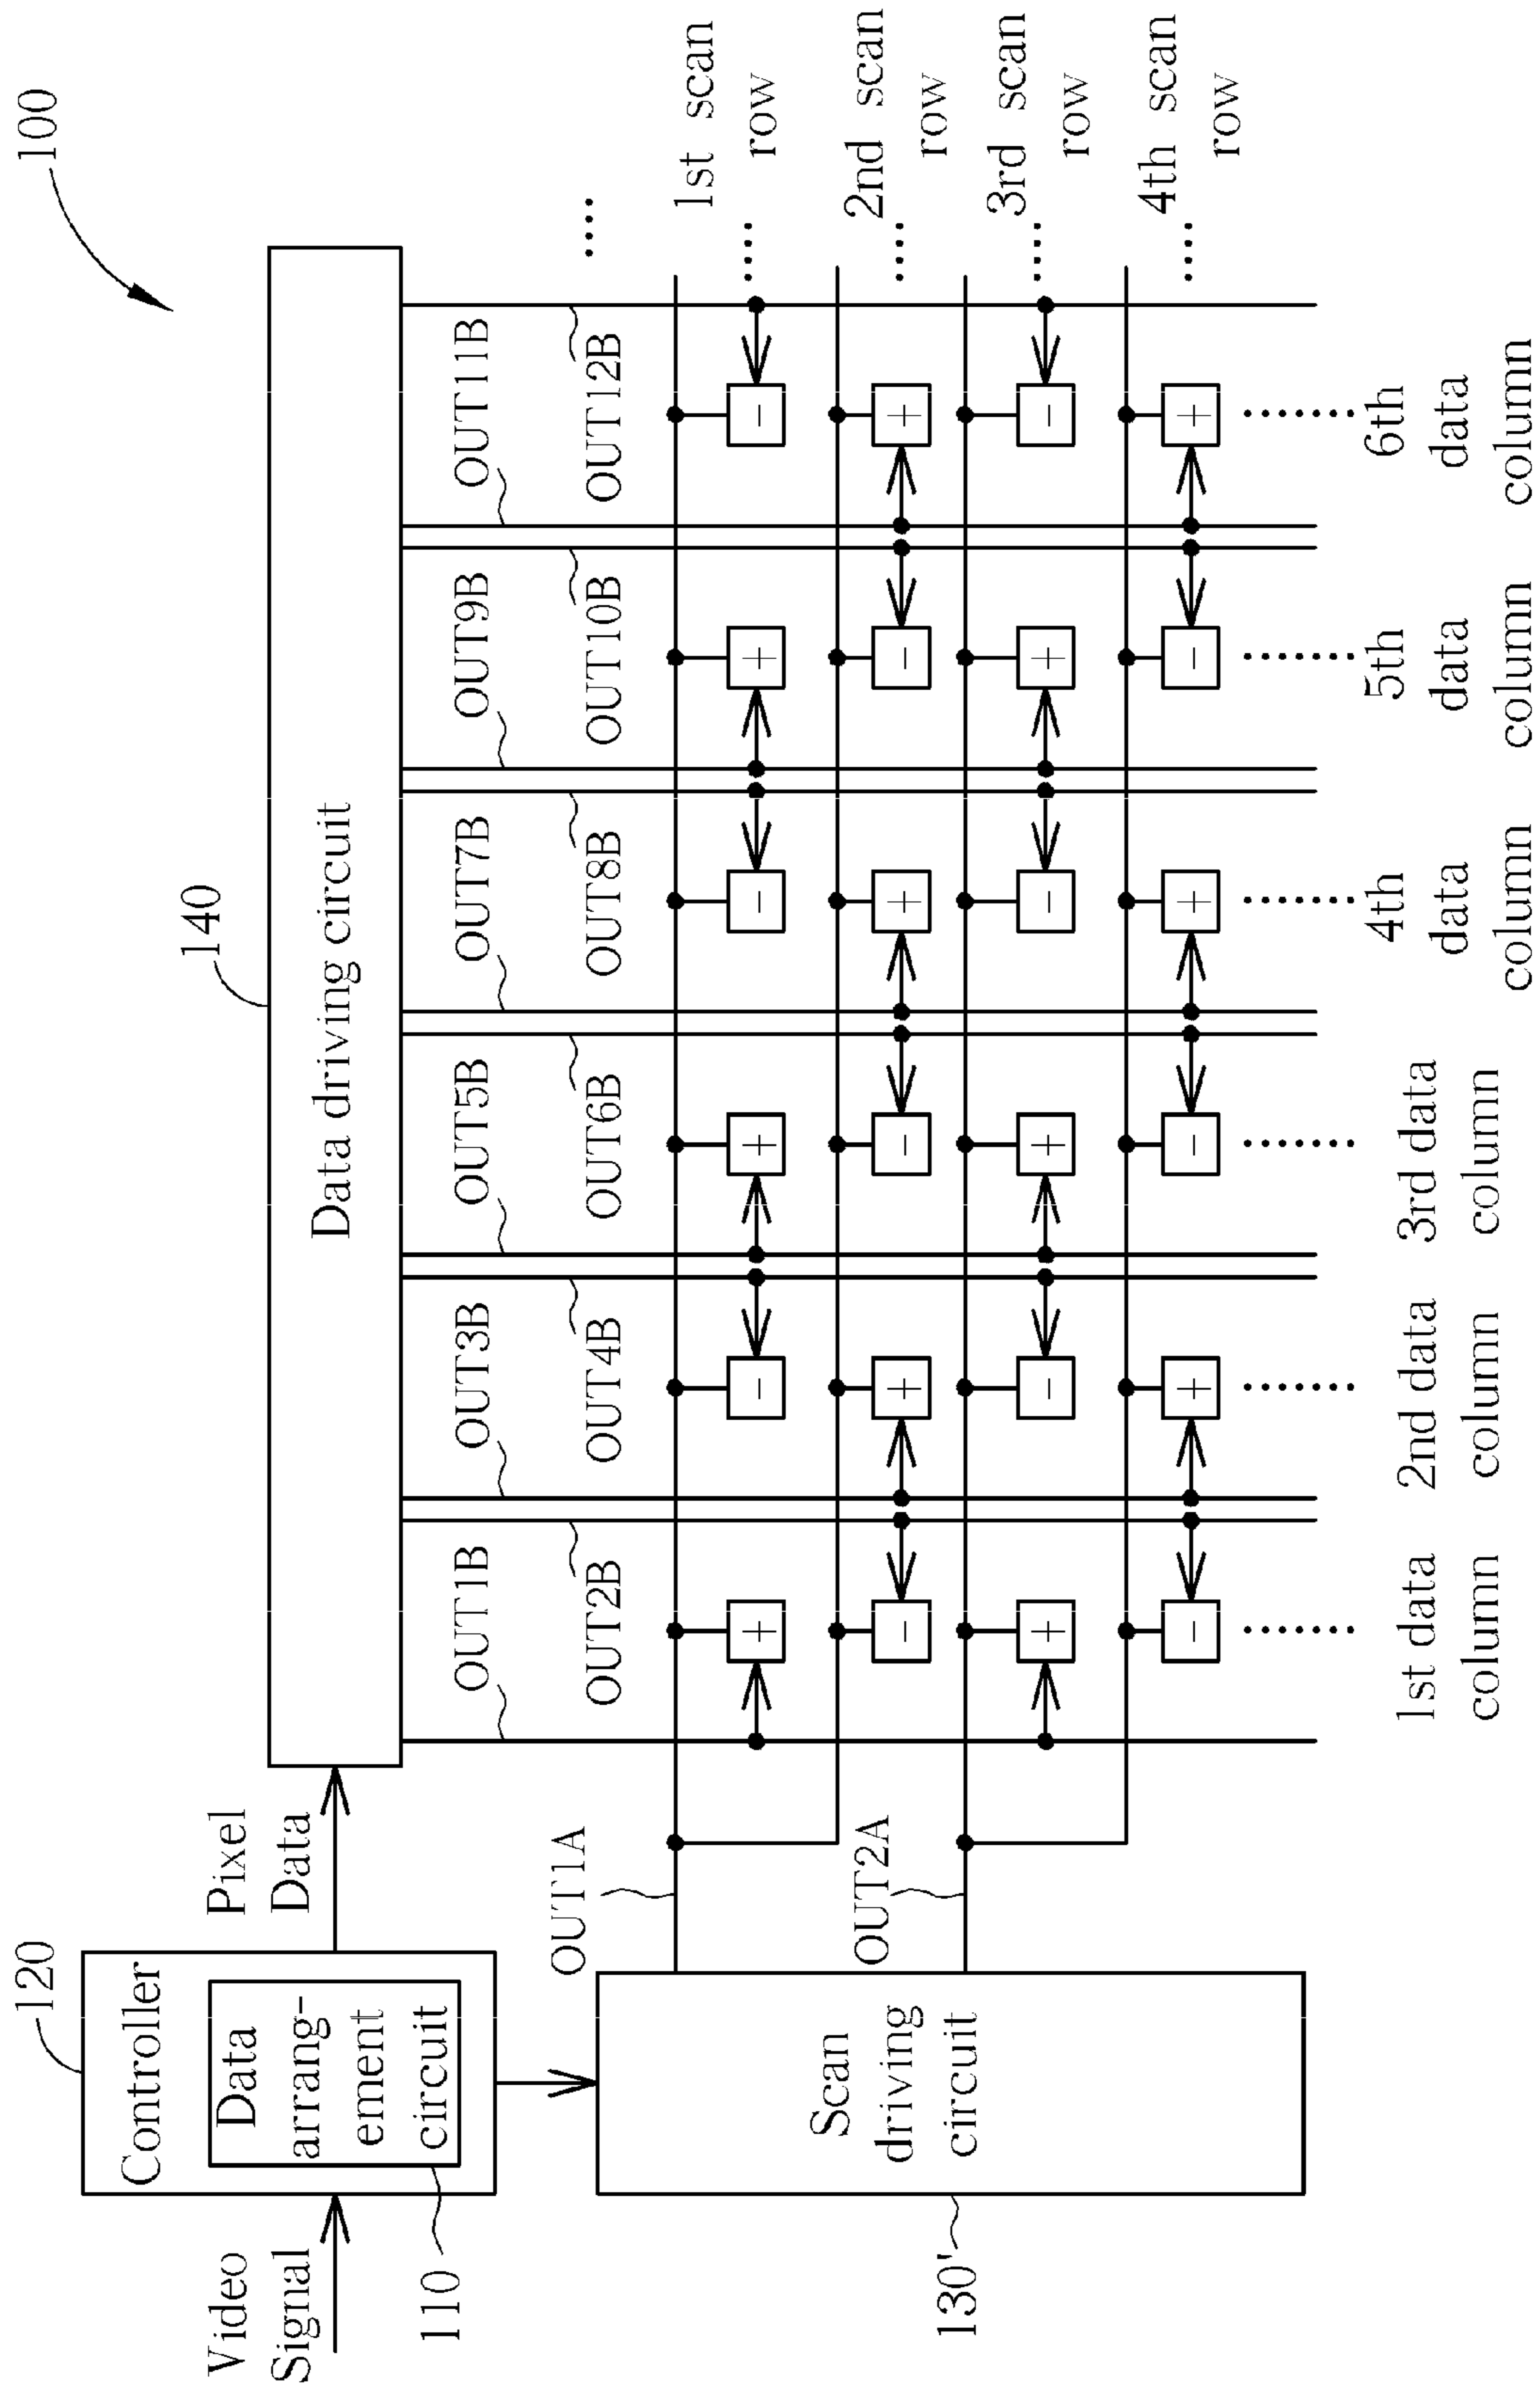 100
140
Data driving circuit
120
Controller
Data
arrang-
ement
circuit
110
Video
Signal
Pixel
Data
Scan
driving
circuit
130'
OUT1A
OUT2A
OUT1B
OUT2B
OUT3B
OUT4B
OUT5B
OUT6B
OUT7B
OUT8B
OUT9B
OUT10B
OUT11B
OUT12B
1st scan
row
2nd scan
row
3rd scan
row
4th scan
row
+ - + - + -
- + - + - +
+ - + - + -
- + - + - +
1st data
column
2nd data
column
3rd data
column
4th
data
column
5th
data
column
6th
data
column